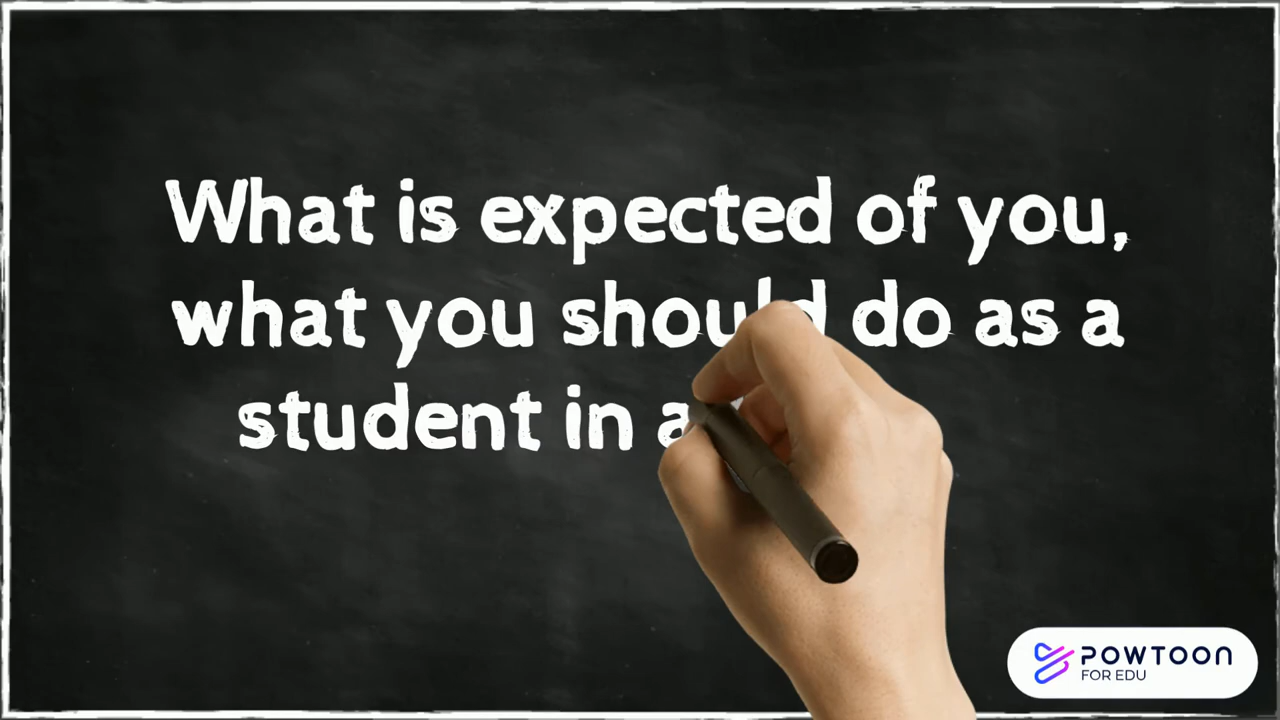 What is expected of you,
what you should do as a
student in a
POWTOON
FOR EDU